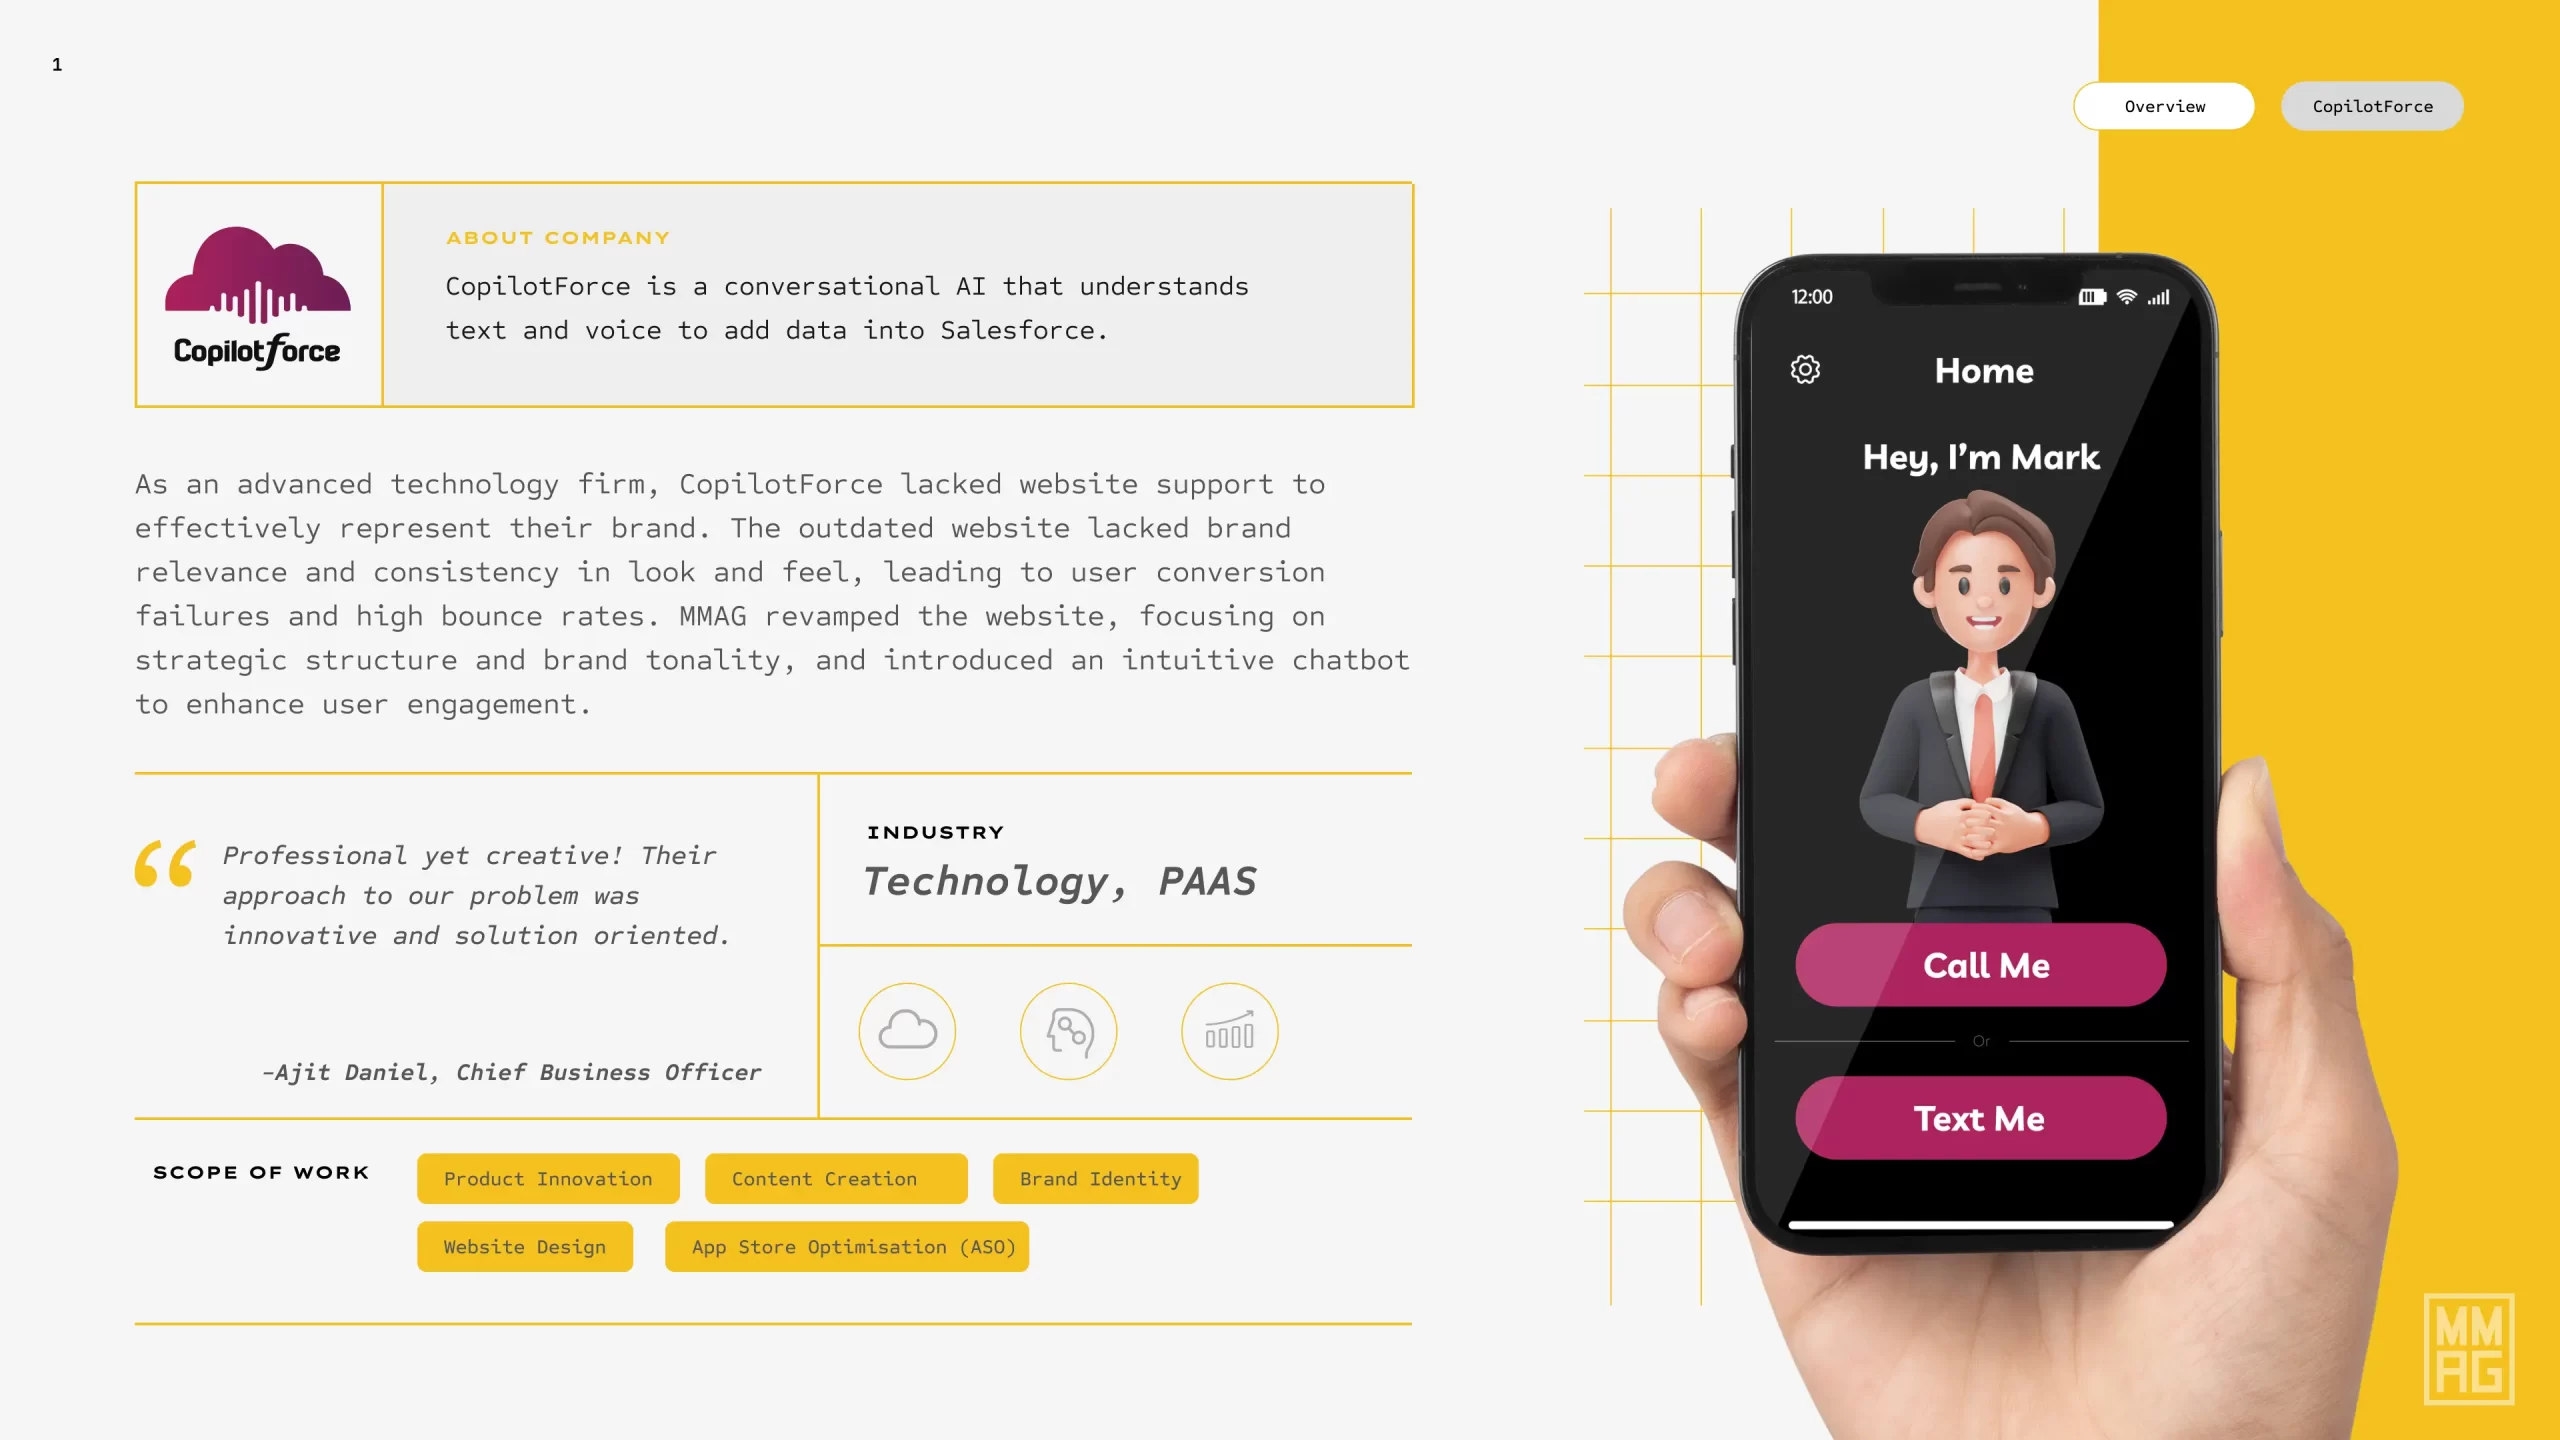 1
Overview
CopilotForce
Copilotforce
ABOUT COMPANY
CopilotForce is a conversational AI that understands
text and voice to add data into Salesforce.
As an advanced technology firm, CopilotForce lacked website support to
effectively represent their brand. The outdated website lacked brand
relevance and consistency in look and feel, leading to user conversion
failures and high bounce rates. MMAG revamped the website, focusing on
strategic structure and brand tonality, and introduced an intuitive chatbot
to enhance user engagement.
“
Professional yet creative! Their
approach to our problem was
innovative and solution oriented.
–Ajit Daniel, Chief Business Officer
INDUSTRY
Technology, PAAS
SCOPE OF WORK
Product Innovation
Content Creation
Brand Identity
Website Design
App Store Optimisation (ASO)
12:00
Home
Hey, I’m Mark
Call Me
Or
Text Me
MM
AG